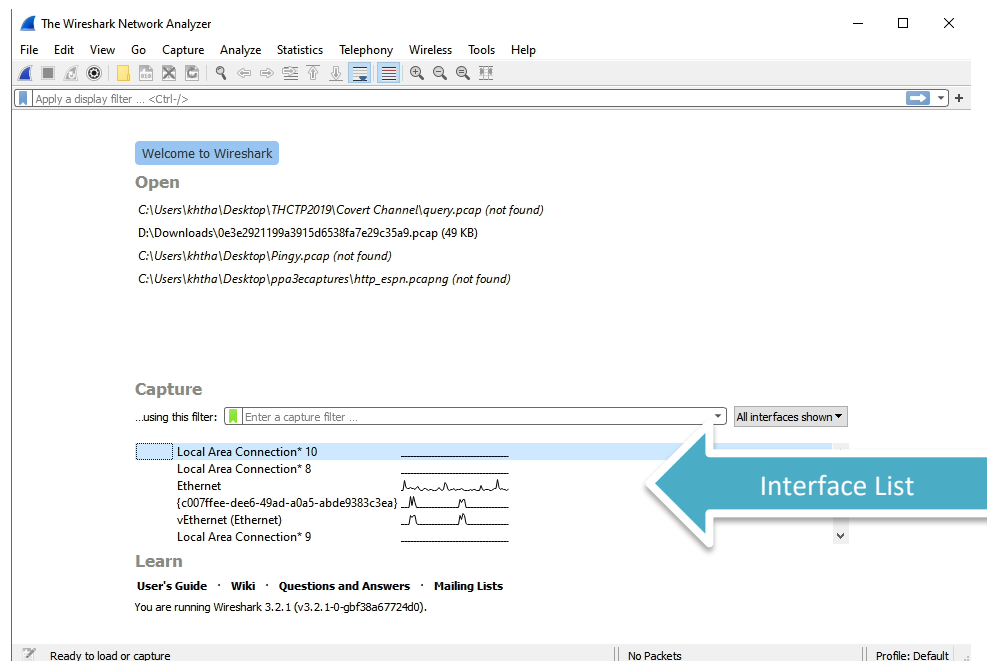 The Wireshark Network Analyzer
File Edit View Go Capture Analyze Statistics Telephony Wireless Tools Help
Apply a display filter ... <Ctrl-/>
Welcome to Wireshark
Open
C:\Users\khtha\Desktop\THCTP2019\Covert Channel\query.pcap (not found)
D:\Downloads\0e3e2921199a3915d6538fa7e29c35a9.pcap (49 KB)
C:\Users\khtha\Desktop\Pingy.pcap (not found)
C:\Users\khtha\Desktop\ppa3ecaptures\http_espn.pcapng (not found)
Capture
...using this filter: Enter a capture filter ... All interfaces shown
Local Area Connection* 10
Local Area Connection* 8
Ethernet
{c007ffee-dee6-49ad-a0a5-abde9383c3ea}
vEthernet (Ethernet)
Local Area Connection* 9
Interface List
Learn
User's Guide · Wiki · Questions and Answers · Mailing Lists
You are running Wireshark 3.2.1 (v3.2.1-0-gbf38a67724d0).
Ready to load or capture No Packets Profile: Default